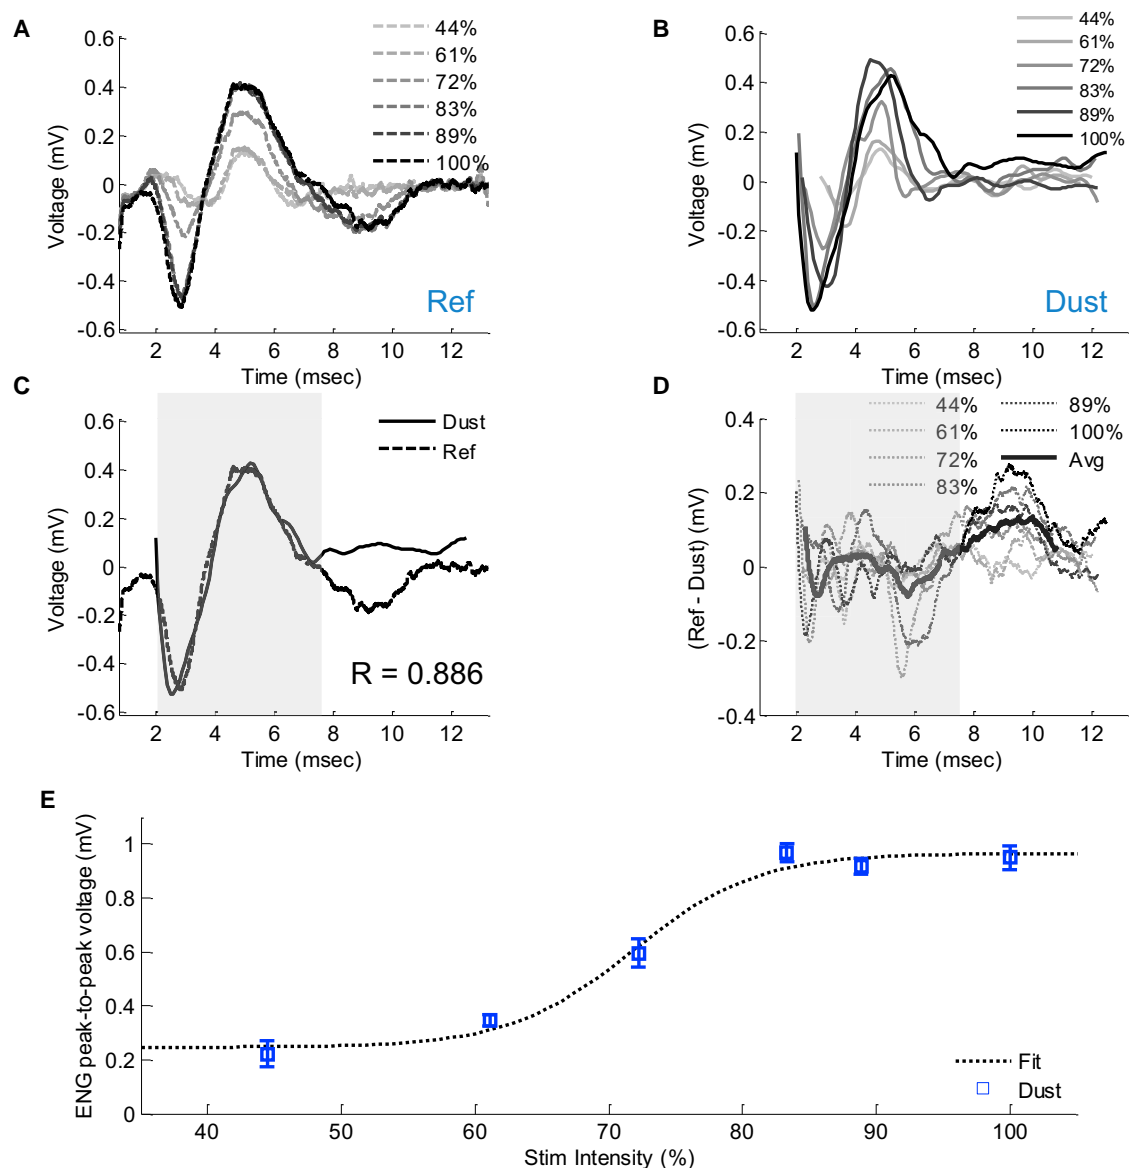 A
0.6
0.4
0.2
0
-0.2
-0.4
-0.6
Voltage (mV)
2 4 6 8 10 12
Time (msec)
44%
61%
72%
83%
89%
100%
Ref
B
0.6
0.4
0.2
0
-0.2
-0.4
-0.6
Voltage (mV)
2 4 6 8 10 12
Time (msec)
44%
61%
72%
83%
89%
100%
Dust
C
0.6
0.4
0.2
0
-0.2
-0.4
-0.6
Voltage (mV)
2 4 6 8 10 12
Time (msec)
Dust
Ref
R = 0.886
D
0.4
0.2
0
-0.2
-0.4
(Ref - Dust) (mV)
2 4 6 8 10 12
Time (msec)
44%
61%
72%
83%
89%
100%
Avg
E
1
0.8
0.6
0.4
0.2
0
ENG peak-to-peak voltage (mV)
40 50 60 70 80 90 100
Stim Intensity (%)
Fit
Dust